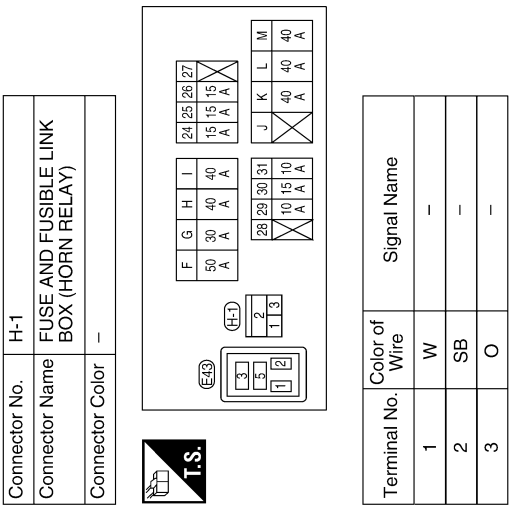 Connector No. H-1
Connector Name FUSE AND FUSIBLE LINK
BOX (HORN RELAY)
Connector Color –
T.S.
E43
3
5
1 2
H-1
2
1 3
F G H I
50 A 30 A 40 A 40 A
24 25 26 27
15 A 15 A 15 A
28 29 30 31
10 A 15 A 10 A
J K L M
40 A 40 A 40 A
Terminal No. Color of Wire Signal Name
1 W –
2 SB –
3 O –